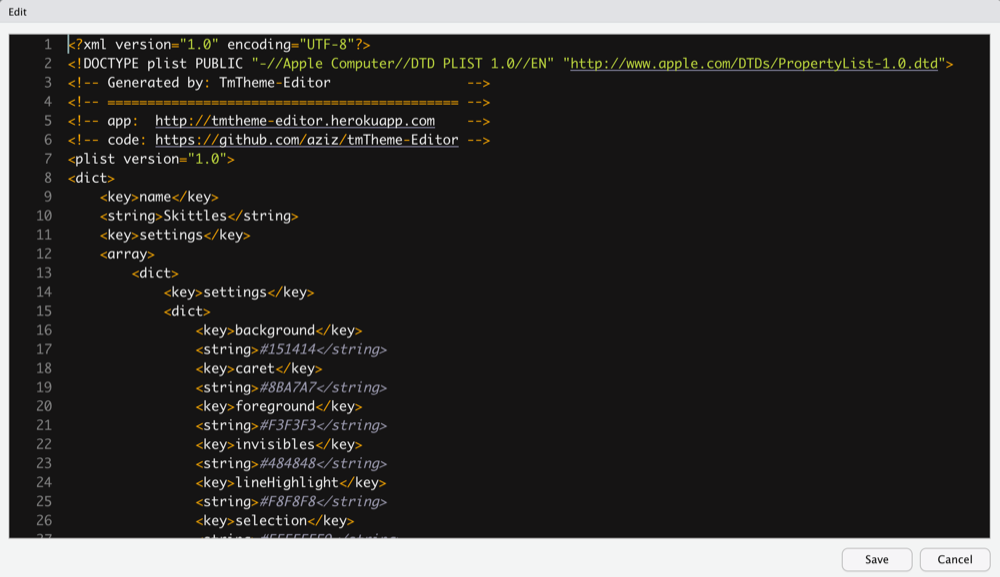 Edit
1 <?xml version="1.0" encoding="UTF-8"?>
2 <!DOCTYPE plist PUBLIC "-//Apple Computer//DTD PLIST 1.0//EN" "http://www.apple.com/DTDs/PropertyList-1.0.dtd">
3 <!-- Generated by: TmTheme-Editor -->
4 <!-- ============================================ -->
5 <!-- app: http://tmtheme-editor.herokuapp.com -->
6 <!-- code: https://github.com/aziz/tmTheme-Editor -->
7 <plist version="1.0">
8 <dict>
9 <key>name</key>
10 <string>Skittles</string>
11 <key>settings</key>
12 <array>
13 <dict>
14 <key>settings</key>
15 <dict>
16 <key>background</key>
17 <string>#151414</string>
18 <key>caret</key>
19 <string>#8BA7A7</string>
20 <key>foreground</key>
21 <string>#F3F3F3</string>
22 <key>invisibles</key>
23 <string>#484848</string>
24 <key>lineHighlight</key>
25 <string>#F8F8F8</string>
26 <key>selection</key>
27
Save Cancel